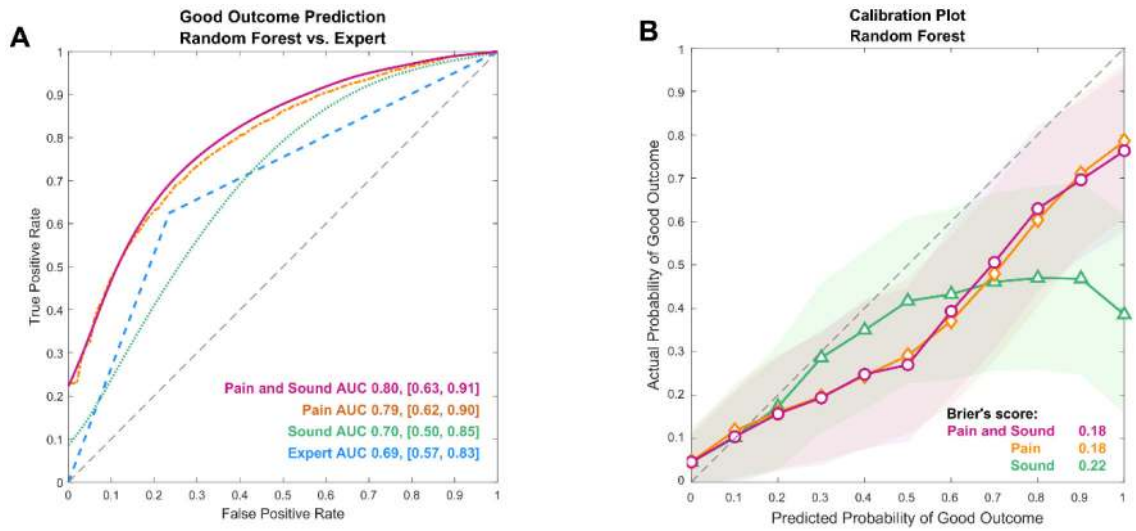 A
Good Outcome Prediction
Random Forest vs. Expert
1
0.9
0.8
0.7
0.6
0.5
0.4
0.3
0.2
0.1
0
True Positive Rate
Pain and Sound AUC 0.80, [0.63, 0.91]
Pain AUC 0.79, [0.62, 0.90]
Sound AUC 0.70, [0.50, 0.85]
Expert AUC 0.69, [0.57, 0.83]
0 0.1 0.2 0.3 0.4 0.5 0.6 0.7 0.8 0.9 1
False Positive Rate
B
Calibration Plot
Random Forest
1
0.9
0.8
0.7
0.6
0.5
0.4
0.3
0.2
0.1
0
Actual Probability of Good Outcome
Brier's score:
Pain and Sound 0.18
Pain 0.18
Sound 0.22
0 0.1 0.2 0.3 0.4 0.5 0.6 0.7 0.8 0.9 1
Predicted Probability of Good Outcome